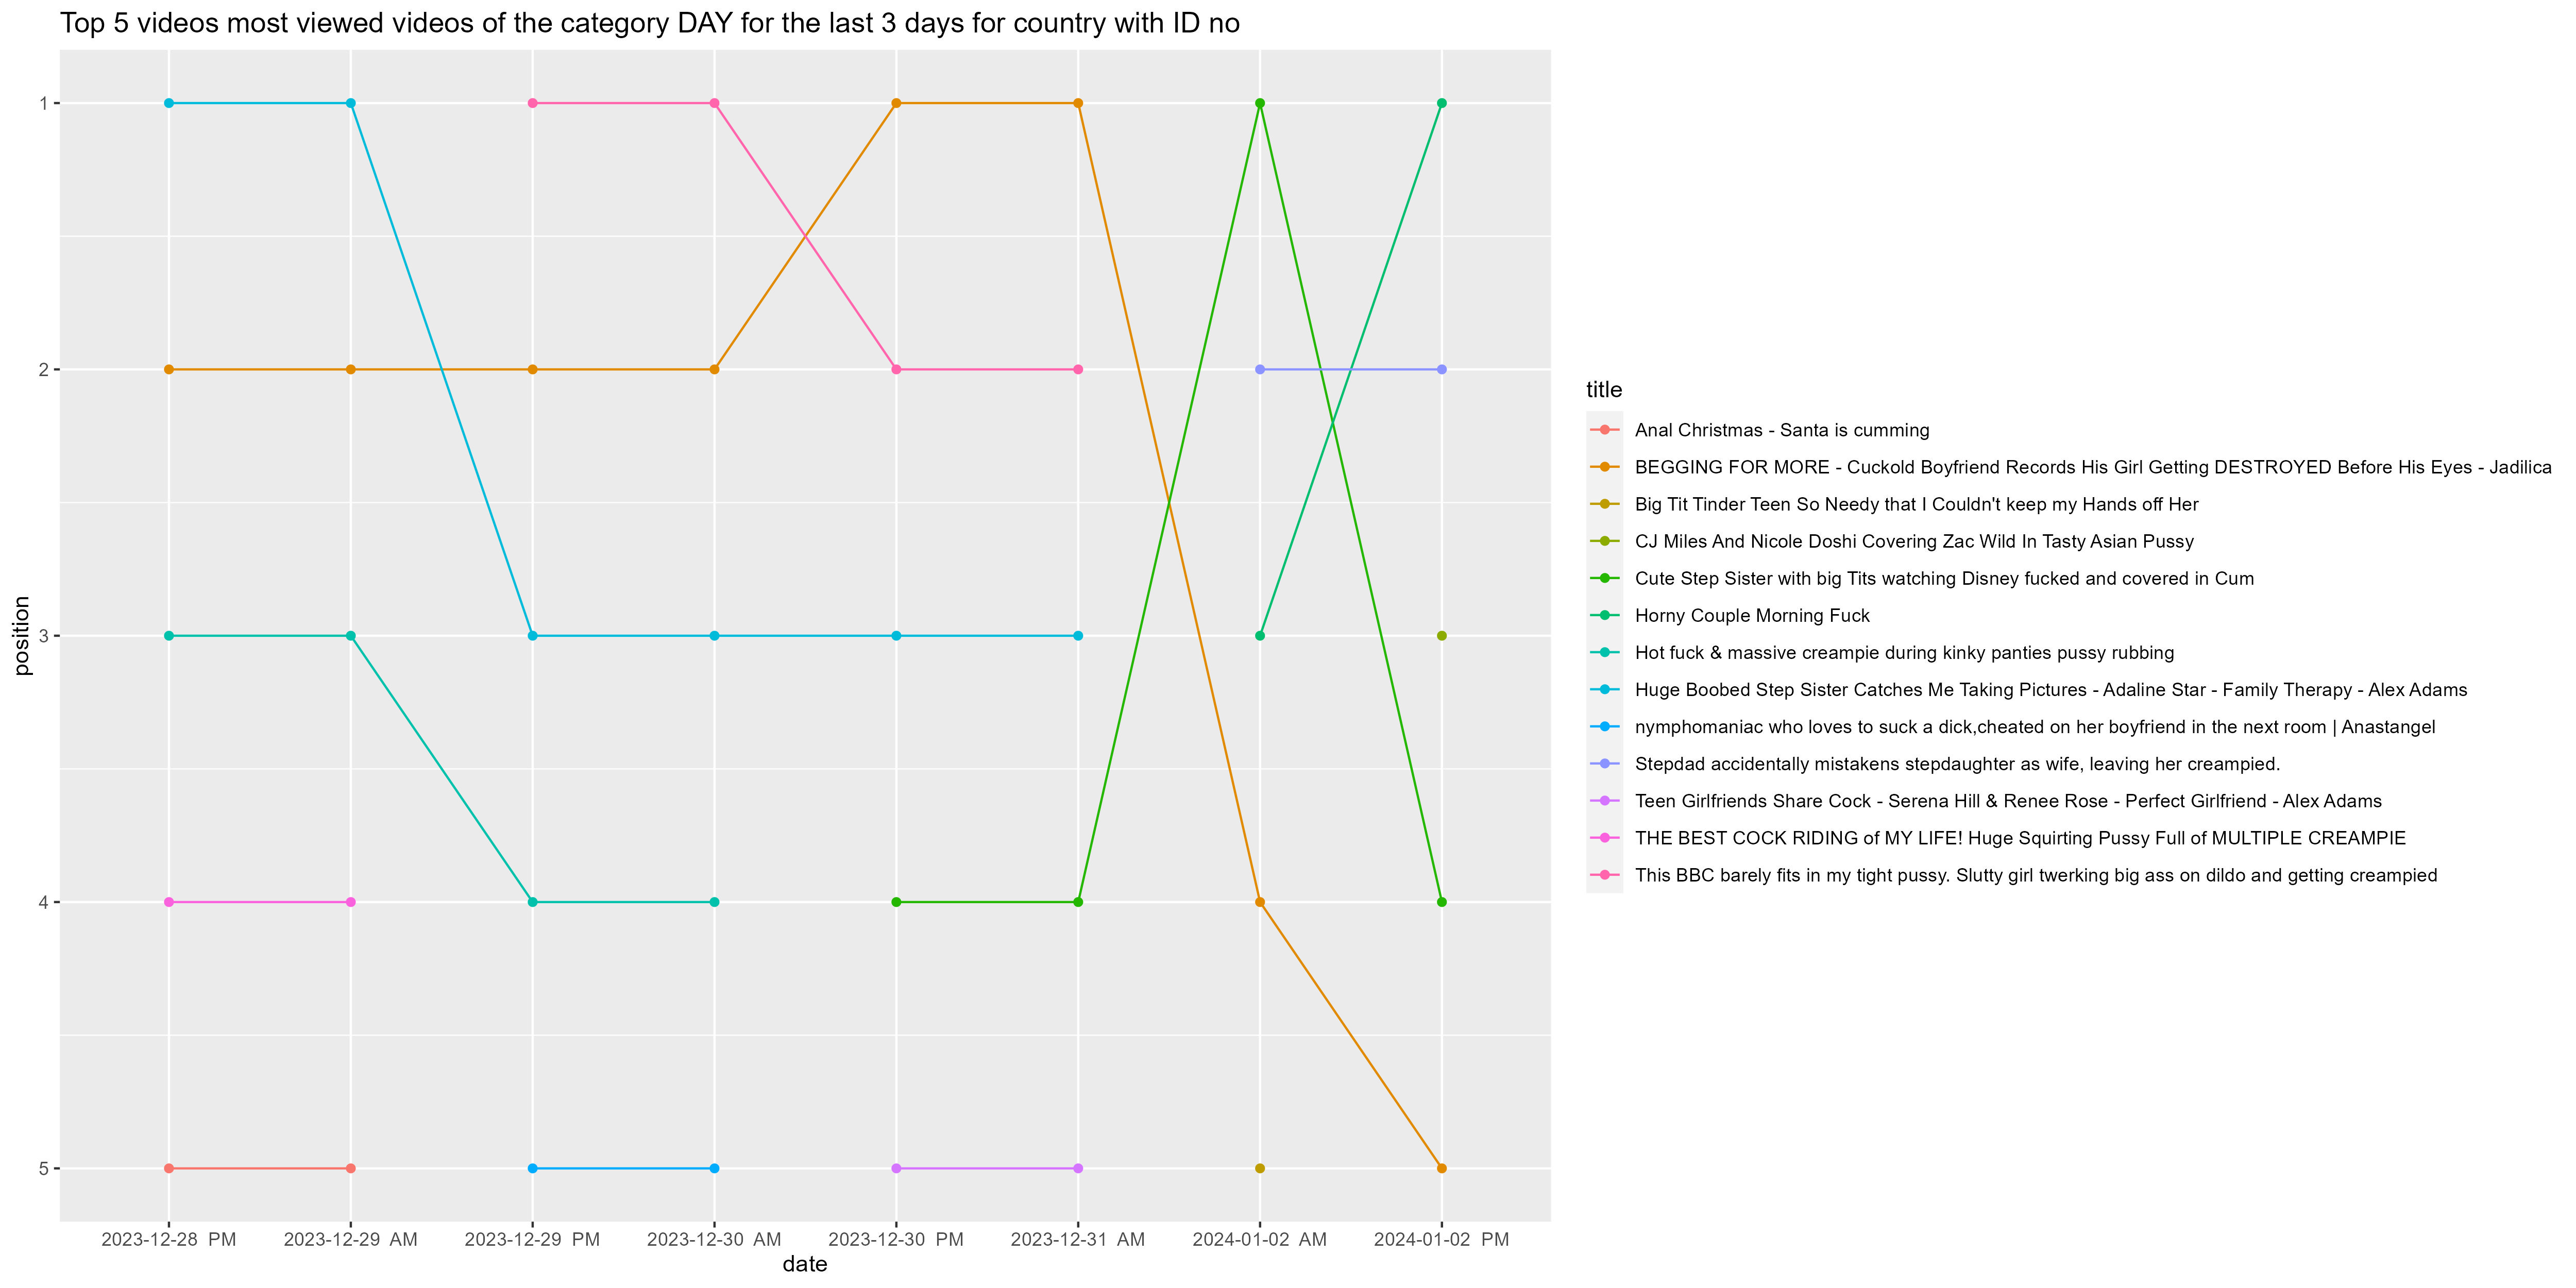 Top 5 videos most viewed videos of the category DAY for the last 3 days for country with ID no
position
1
2
3
4
5
2023-12-28 PM
2023-12-29 AM
2023-12-29 PM
2023-12-30 AM
2023-12-30 PM
2023-12-31 AM
2024-01-02 AM
2024-01-02 PM
date
title
Anal Christmas - Santa is cumming
BEGGING FOR MORE - Cuckold Boyfriend Records His Girl Getting DESTROYED Before His Eyes - Jadilica
Big Tit Tinder Teen So Needy that I Couldn't keep my Hands off Her
CJ Miles And Nicole Doshi Covering Zac Wild In Tasty Asian Pussy
Cute Step Sister with big Tits watching Disney fucked and covered in Cum
Horny Couple Morning Fuck
Hot fuck & massive creampie during kinky panties pussy rubbing
Huge Boobed Step Sister Catches Me Taking Pictures - Adaline Star - Family Therapy - Alex Adams
nymphomaniac who loves to suck a dick,cheated on her boyfriend in the next room | Anastangel
Stepdad accidentally mistakens stepdaughter as wife, leaving her creampied.
Teen Girlfriends Share Cock - Serena Hill & Renee Rose - Perfect Girlfriend - Alex Adams
THE BEST COCK RIDING of MY LIFE! Huge Squirting Pussy Full of MULTIPLE CREAMPIE
This BBC barely fits in my tight pussy. Slutty girl twerking big ass on dildo and getting creampied